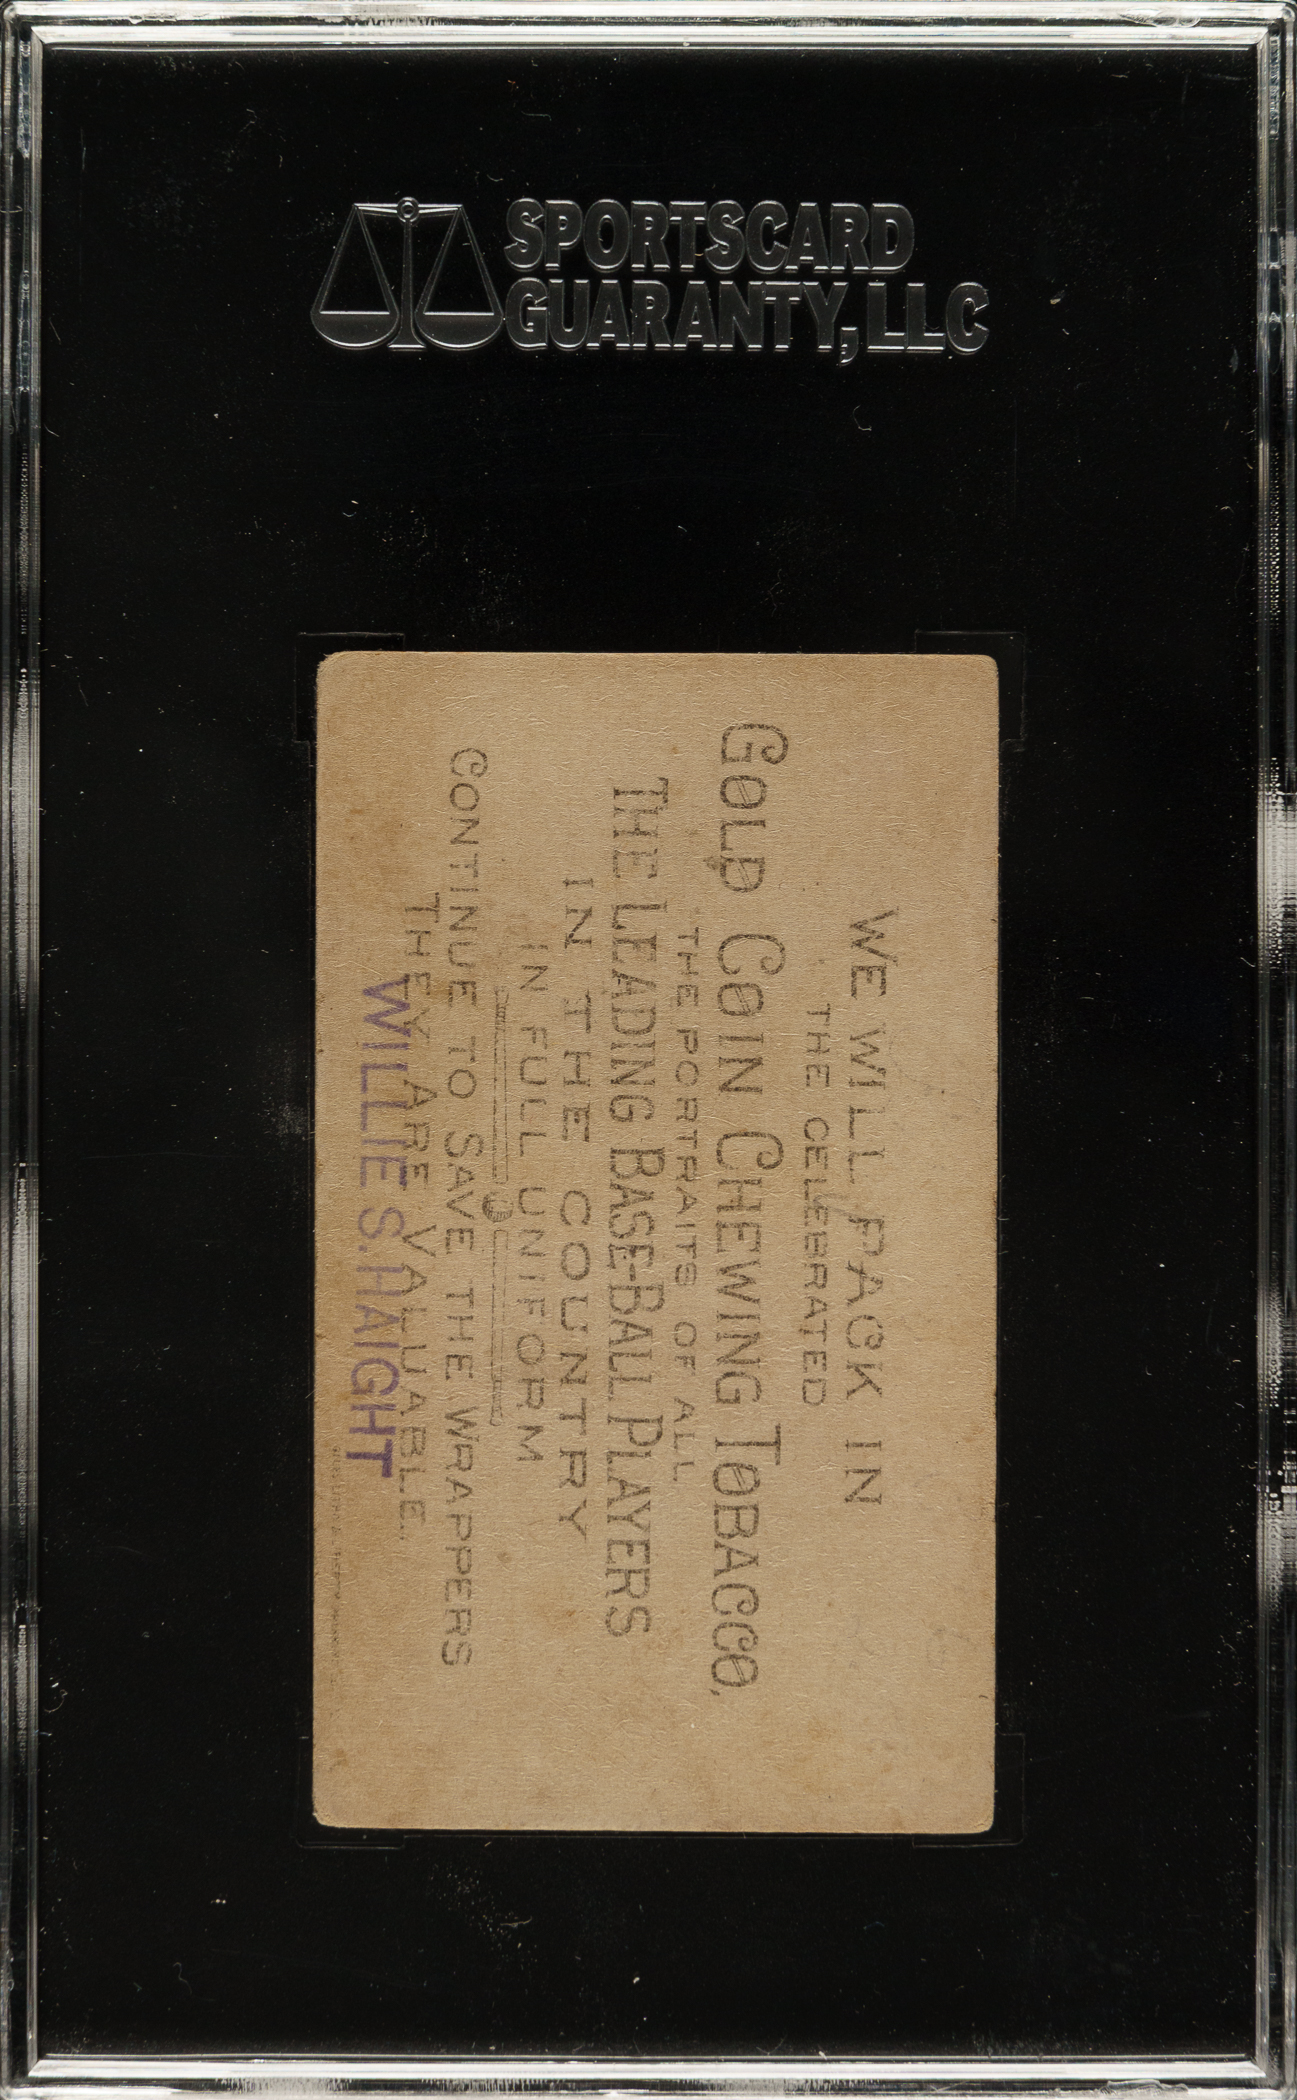 SPORTSCARD
GUARANTY, LLC
WE WILL PACK IN
THE CELEBRATED
GOLD COIN CHEWING TOBACCO,
THE PORTRAITS OF ALL
THE LEADING BASE-BALL PLAYERS
IN THE COUNTRY
IN FULL UNIFORM
CONTINUE TO SAVE THE WRAPPERS
THEY ARE VALUABLE.
WILLIE S. HAIGHT